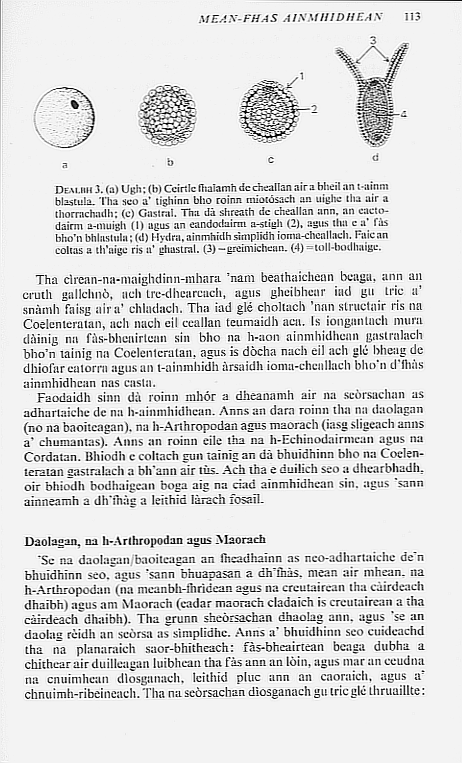 MEAN-FHAS AINMHIDHEAN 113
1
2
3
4
a b c d
DEALBH 3. (a) Ugh; (b) Ceirtle fhalamh de cheallan air a bheil an t-ainm
blastula. Tha seo a' tighinn bho roinn miotósach an uighe tha air a
thorrachadh; (c) Gastral. Tha dà shreath de cheallan ann, an eacto-
dairm a-muigh (1) agus an eandodairm a-stigh (2), agus tha e a' fàs
bho'n bhlastula; (d) Hydra, ainmhidh simplidh ioma-cheallach. Faic an
coltas a th'aige ris a' ghastral. (3) =greimichean. (4) =toll-bodhaige.
Tha cìrean-na-maighdinn-mhara 'nam beathaichean beaga, ann an
cruth gallchnò, ach tre-dhearcach, agus gheibhear iad gu tric a'
snàmh faisg air a' chladach. Tha iad glé choltach 'nan structair ris na
Coelenteratan, ach nach eil ceallan teumaidh aca. Is iongantach mura
dàinig na fàs-bheairtean sin bho na h-aon ainmhidhean gastralach
bho'n tainig na Coelenteratan, agus is dòcha nach eil ach glé bheag de
dhiofar eatorra agus an t-ainmhidh àrsaidh ioma-cheallach bho'n d'fhàs
ainmhidhean nas casta.
Faodaidh sinn dà roinn mhór a dheanamh air na seòrsachan as
adhartaiche de na h-ainmhidhean. Anns an dara roinn tha na daolagan
(no na baoiteagan), na h-Arthropodan agus maorach (iasg sligeach anns
a' chumantas). Anns an roinn eile tha na h-Echinodairmean agus na
Cordatan. Bhiodh e coltach gun tainig an dà bhuidhinn bho na Coelen-
teratan gastralach a bh'ann air tùs. Ach tha e duilich seo a dhearbhadh,
oir bhiodh bodhaigean boga aig na ciad ainmhidhean sin, agus 'sann
ainneamh a dh'fhàg a leithid làrach fosail.
Daolagan, na h-Arthropodan agus Maorach
'Se na daolagan/baoiteagan an fheadhainn as neo-adhartaiche de'n
bhuidhinn seo, agus 'sann bhuapasan a dh'fhàs, mean air mhean, na
h-Arthropodan (na meanbh-fhrìdean agus na creutairean tha càirdeach
dhaibh) agus am Maorach (eadar maorach cladaich is creutairean a tha
càirdeach dhaibh). Tha grunn sheòrsachan dhaolag ann, agus 'se an
daolag rèidh an seòrsa as sìmplidhe. Anns a' bhuidhinn seo cuideachd
tha na planaraich saor-bhitheach: fàs-bheairtean beaga dubha a
chithear air duilleagan luibhean tha fàs ann an lòin, agus mar an ceudna
na cnuimhean dìosganach, leithid pluc ann an caoraich, agus a'
chnuimh-ribeineach. Tha na seòrsachan dìosganach gu tric glé thruaillte: